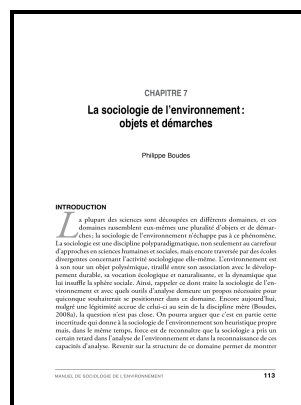 CHAPITRE 7
La sociologie de l'environnement :
objets et démarches
Philippe Boudes
INTRODUCTION
La plupart des sciences sont découpées en différents domaines, et ces
domaines rassemblent eux-mêmes une pluralité d'objets et de démar-
ches : la sociologie de l'environnement n'échappe pas à ce phénomène.
La sociologie est une discipline polyparadigmatique, non seulement au carrefour
d'approches en sciences humaines et sociales, mais encore traversée par des écoles
divergentes concernant l'activité sociologique elle-même. L'environnement est
à son tour un objet polysémique, tiraillé entre son association avec le dévelop-
pement durable, sa vocation écologique et naturalisante, et la dynamique que
lui insuffle la sphère sociale. Ainsi, rappeler ce dont traite la sociologie de l'en-
vironnement et avec quels outils d'analyse demeure un propos nécessaire pour
quiconque souhaiterait se positionner dans ce domaine. Encore aujourd'hui,
malgré une légitimité accrue de celui-ci au sein de la discipline mère (Boudes,
2008a), la question n'est pas close. On pourra arguer que c'est en partie cette
incertitude qui donne à la sociologie de l'environnement son heuristique propre
mais, dans le même temps, force est de reconnaître que la sociologie a pris un
certain retard dans l'analyse de l'environnement et dans la reconnaissance de ces
capacités d'analyse. Revenir sur la structure de ce domaine permet de montrer
MANUEL DE SOCIOLOGIE DE L'ENVIRONNEMENT 113